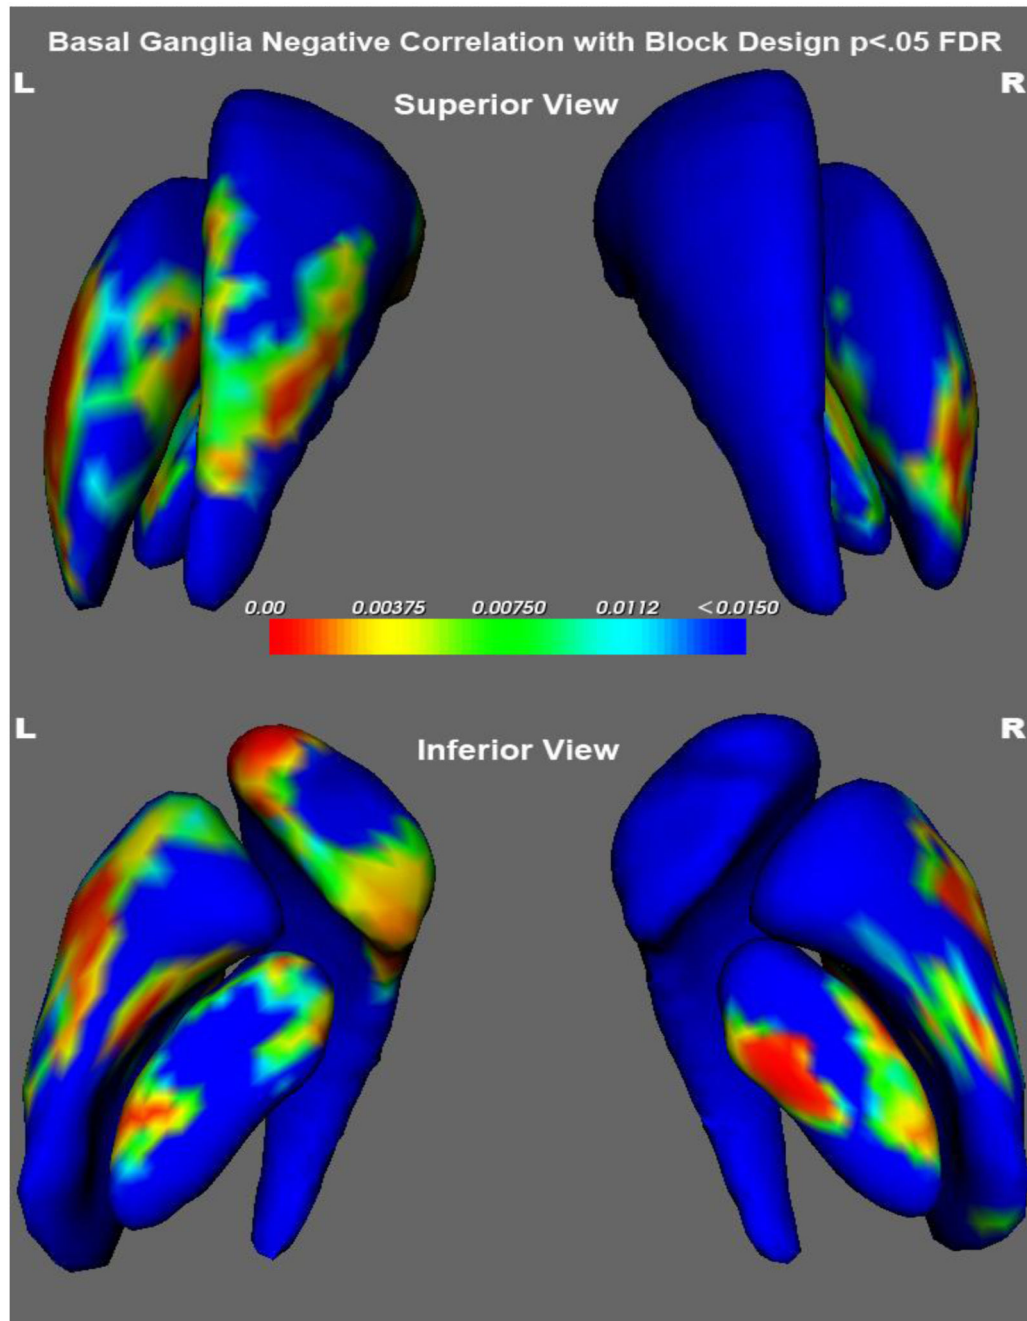 Basal Ganglia Negative Correlation with Block Design p<.05 FDR
L R
Superior View
0.00 0.00375 0.00750 0.0112 <0.0150
L R
Inferior View